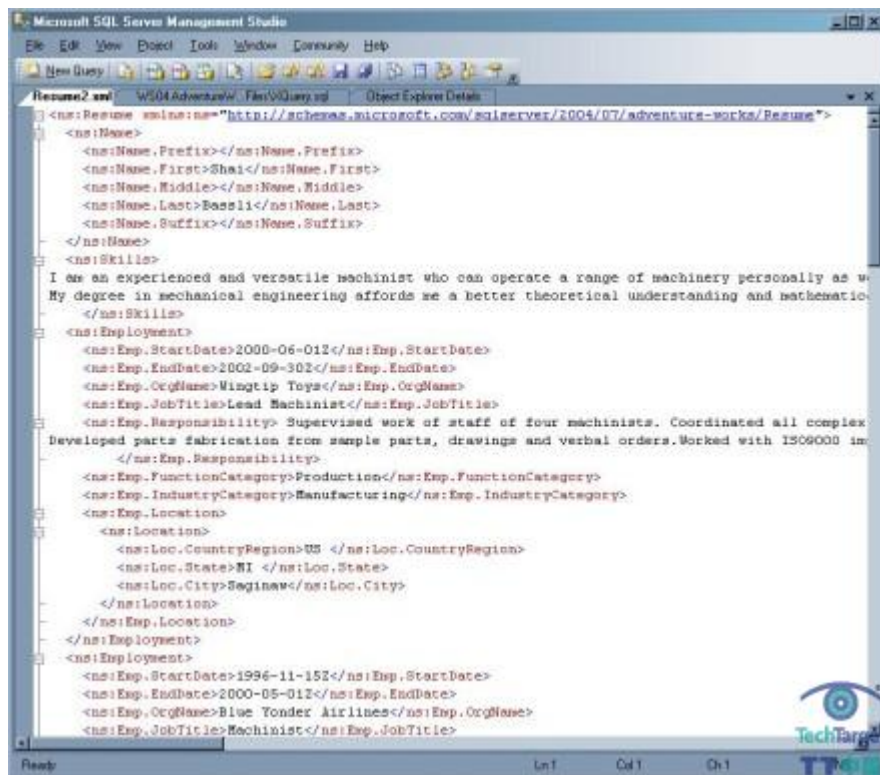 Microsoft SQL Server Management Studio
File Edit View Project Tools Window Community Help
New Query
Resume2.xml WS04.AdventureW...Files\XQuery.sql Object Explorer Details
<ns:Resume xmlns:ns="http://schemas.microsoft.com/sqlserver/2004/07/adventure-works/Resume">
<ns:Name>
<ns:Name.Prefix></ns:Name.Prefix>
<ns:Name.First>Shai</ns:Name.First>
<ns:Name.Middle></ns:Name.Middle>
<ns:Name.Last>Bassli</ns:Name.Last>
<ns:Name.Suffix></ns:Name.Suffix>
</ns:Name>
<ns:Skills>
I am an experienced and versatile machinist who can operate a range of machinery personally as
My degree in mechanical engineering affords me a better theoretical understanding and mathematic
</ns:Skills>
<ns:Employment>
<ns:Emp.StartDate>2000-06-01Z</ns:Emp.StartDate>
<ns:Emp.EndDate>2002-09-30Z</ns:Emp.EndDate>
<ns:Emp.OrgName>Wingtip Toys</ns:Emp.OrgName>
<ns:Emp.JobTitle>Lead Machinist</ns:Emp.JobTitle>
<ns:Emp.Responsibility> Supervised work of staff of four machinists. Coordinated all complex
Developed parts fabrication from sample parts, drawings and verbal orders.Worked with ISO9000 im
</ns:Emp.Responsibility>
<ns:Emp.FunctionCategory>Production</ns:Emp.FunctionCategory>
<ns:Emp.IndustryCategory>Manufacturing</ns:Emp.IndustryCategory>
<ns:Emp.Location>
<ns:Location>
<ns:Loc.CountryRegion>US </ns:Loc.CountryRegion>
<ns:Loc.State>MI </ns:Loc.State>
<ns:Loc.City>Saginaw</ns:Loc.City>
</ns:Location>
</ns:Emp.Location>
</ns:Employment>
<ns:Employment>
<ns:Emp.StartDate>1996-11-15Z</ns:Emp.StartDate>
<ns:Emp.EndDate>2000-05-01Z</ns:Emp.EndDate>
<ns:Emp.OrgName>Blue Yonder Airlines</ns:Emp.OrgName>
<ns:Emp.JobTitle>Machinist</ns:Emp.JobTitle>
TechTarge
Ready Ln 1 Col 1 Ch 1